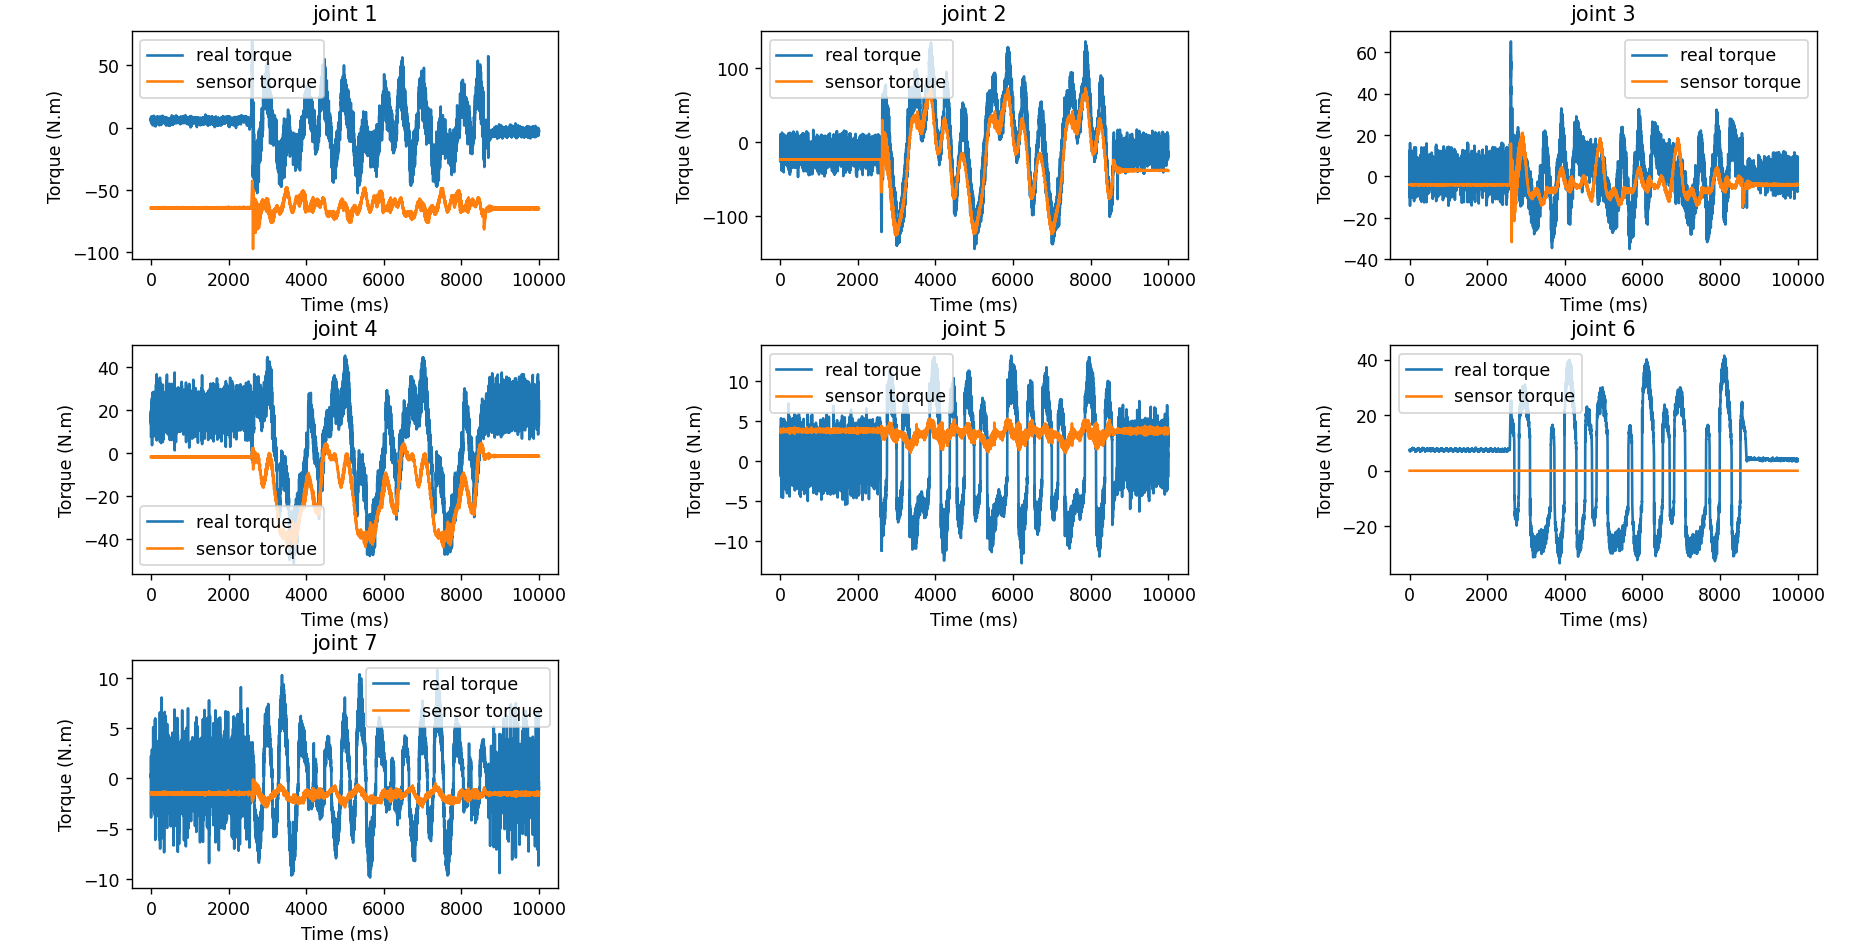 joint 1
real torque
sensor torque
50
0
−50
−100
Torque (N.m)
0 2000 4000 6000 8000 10000
Time (ms)
joint 2
real torque
sensor torque
100
0
−100
Torque (N.m)
0 2000 4000 6000 8000 10000
Time (ms)
joint 3
real torque
sensor torque
60
40
20
0
−20
−40
Torque (N.m)
0 2000 4000 6000 8000 10000
Time (ms)
joint 4
40
20
0
−20
−40
Torque (N.m)
real torque
sensor torque
0 2000 4000 6000 8000 10000
Time (ms)
joint 5
real torque
sensor torque
10
5
0
−5
−10
Torque (N.m)
0 2000 4000 6000 8000 10000
Time (ms)
joint 6
real torque
sensor torque
40
20
0
−20
Torque (N.m)
0 2000 4000 6000 8000 10000
Time (ms)
joint 7
real torque
sensor torque
10
5
0
−5
−10
Torque (N.m)
0 2000 4000 6000 8000 10000
Time (ms)